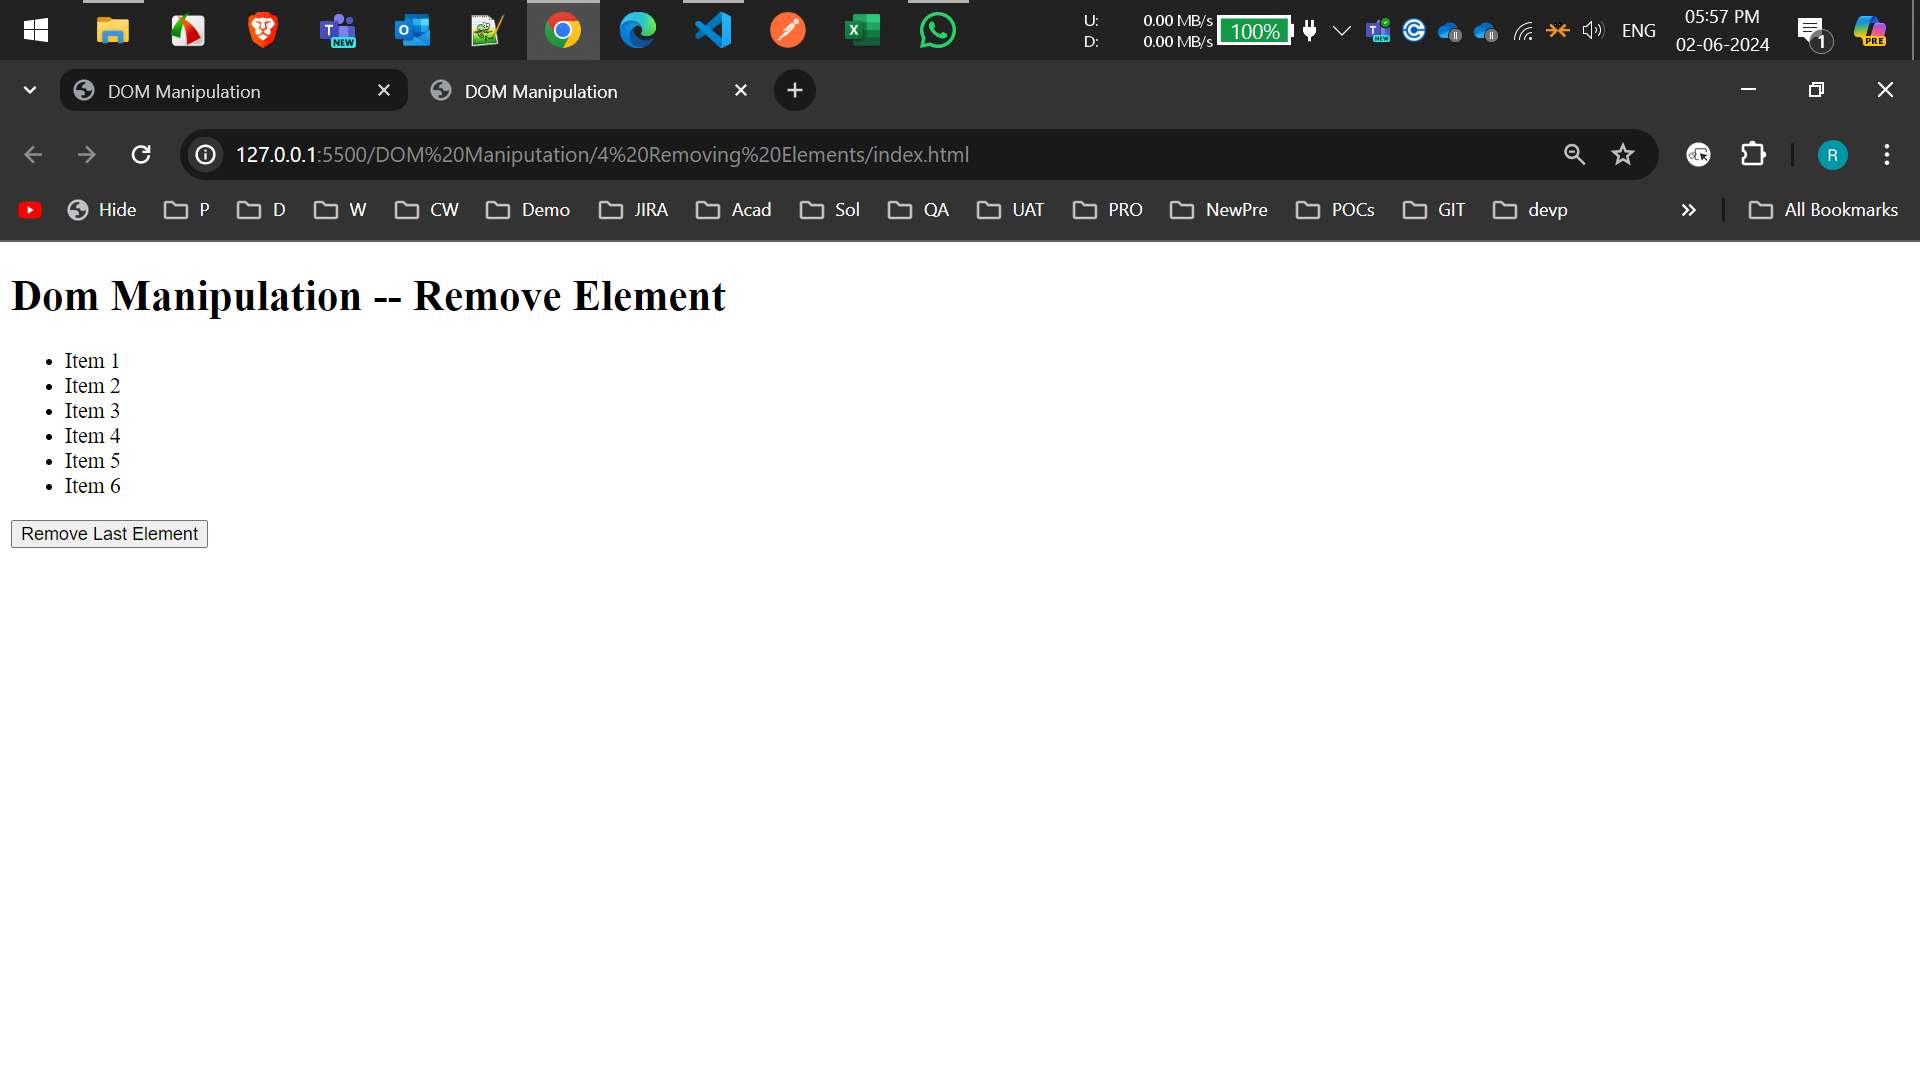 U: 0.00 MB/s
D: 0.00 MB/s
100%
ENG
05:57 PM
02-06-2024
1
NEW
PRE
DOM Manipulation
DOM Manipulation
127.0.0.1:5500/DOM%20Maniputation/4%20Removing%20Elements/index.html
R
Hide P D W CW Demo JIRA Acad Sol QA UAT PRO NewPre POCs GIT devp All Bookmarks
Dom Manipulation -- Remove Element
Item 1
Item 2
Item 3
Item 4
Item 5
Item 6
Remove Last Element